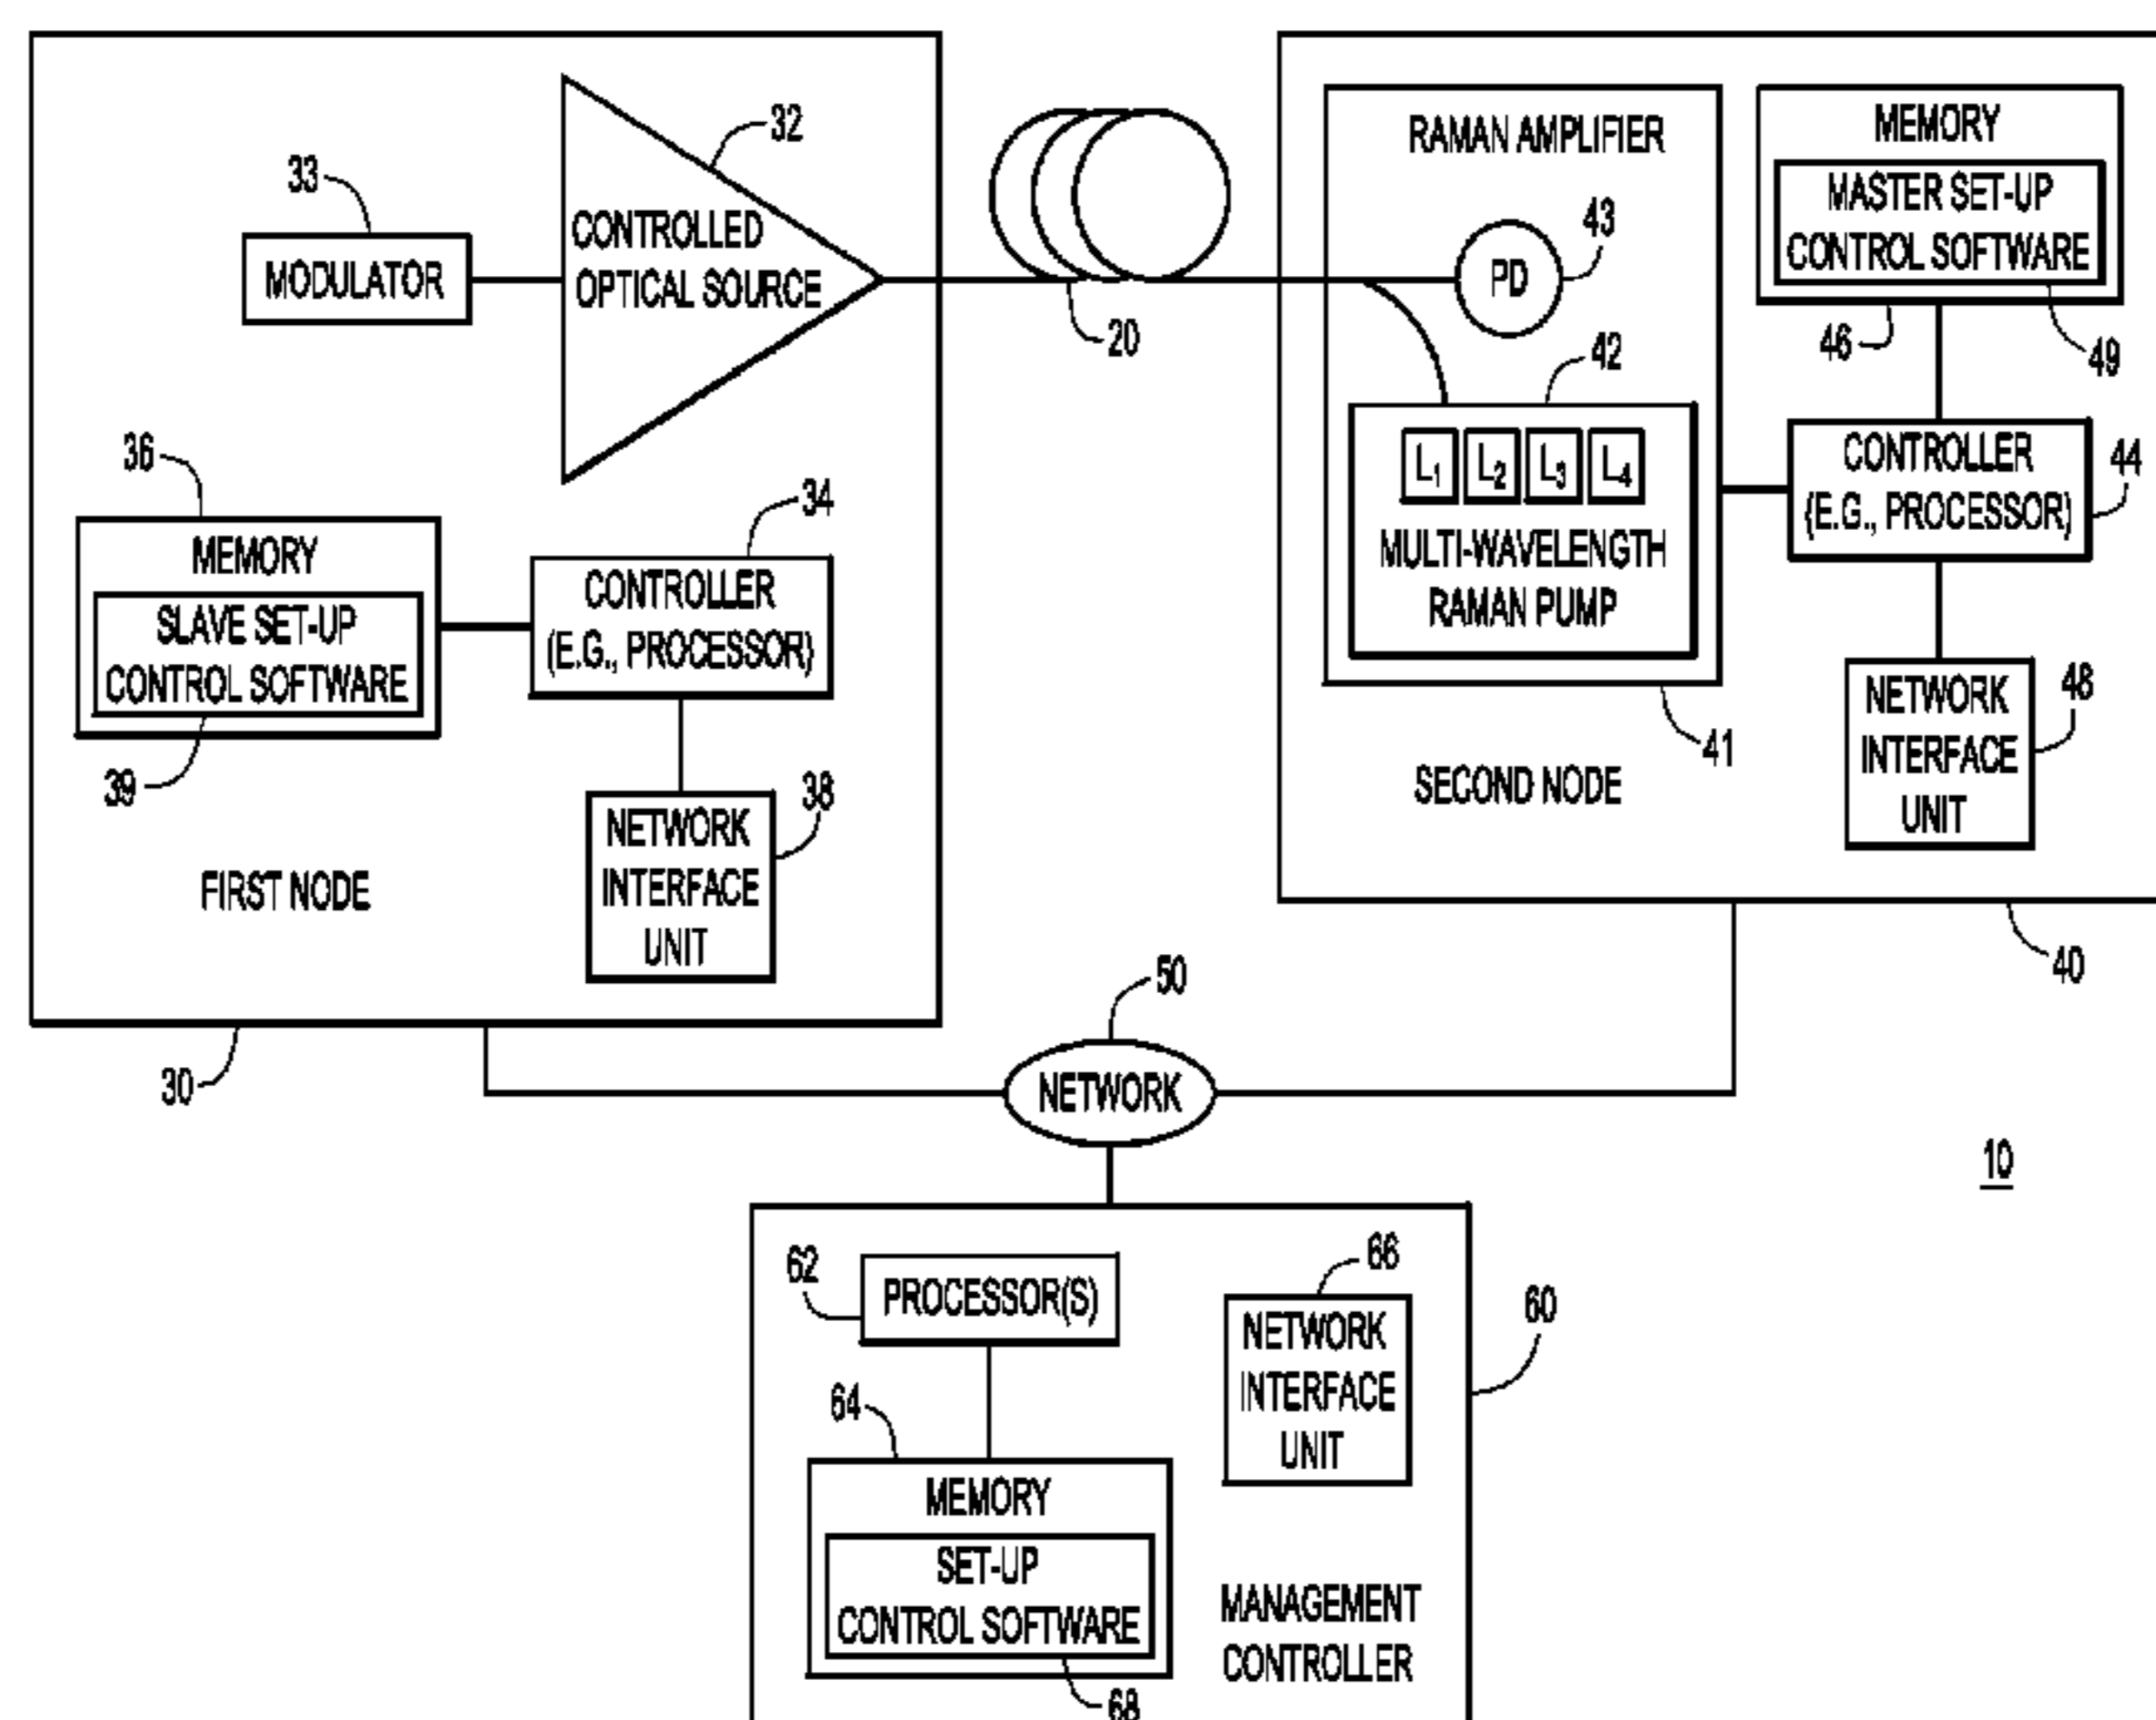 33
MODULATOR
32
CONTROLLED
OPTICAL SOURCE
36
MEMORY
SLAVE SET-UP
CONTROL SOFTWARE
39
34
CONTROLLER
(E.G., PROCESSOR)
38
NETWORK
INTERFACE
UNIT
FIRST NODE
30
20
RAMAN AMPLIFIER
PD
43
42
L1 L2 L3 L4
MULTI-WAVELENGTH
RAMAN PUMP
41
MEMORY
MASTER SET-UP
CONTROL SOFTWARE
46
49
CONTROLLER
(E.G., PROCESSOR)
44
NETWORK
INTERFACE
UNIT
48
SECOND NODE
40
50
NETWORK
10
62
PROCESSOR(S)
66
NETWORK
INTERFACE
UNIT
60
64
MEMORY
SET-UP
CONTROL SOFTWARE
68
MANAGEMENT
CONTROLLER